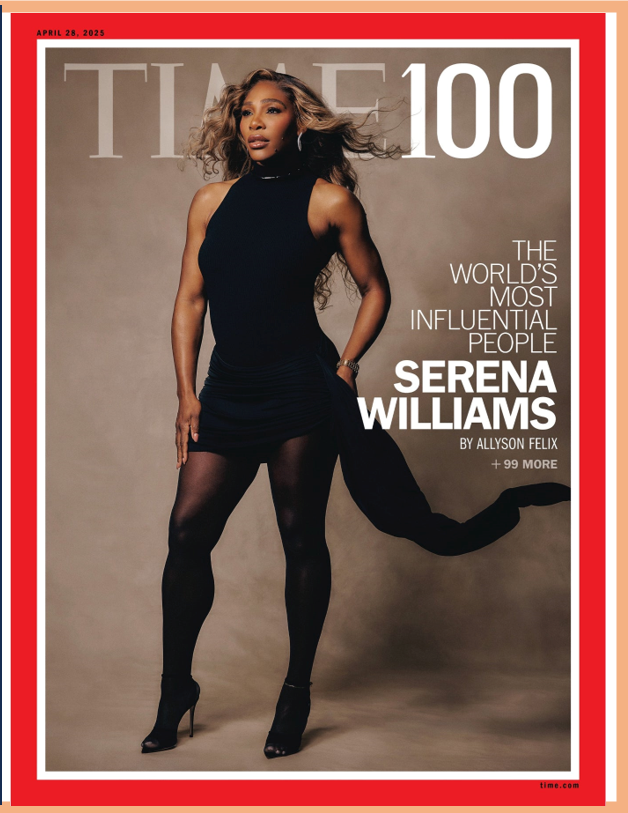 APRIL 28, 2025
TIME100
THE
WORLD'S
MOST
INFLUENTIAL
PEOPLE
SERENA
WILLIAMS
BY ALLYSON FELIX
+ 99 MORE
time.com